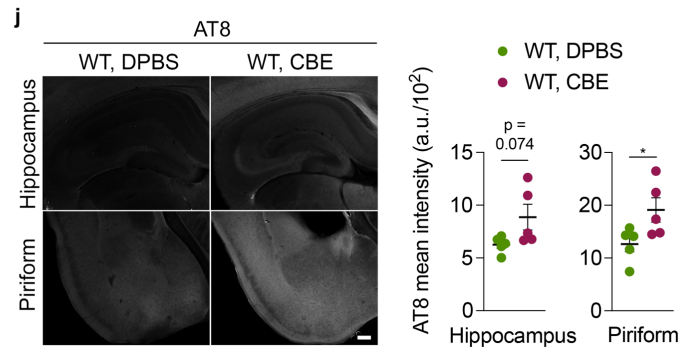 j
AT8
WT, DPBS
WT, CBE
Hippocampus
Piriform
WT, DPBS
WT, CBE
AT8 mean intensity (a.u./10²)
p =
0.074
15
10
5
0
Hippocampus
*
30
20
10
0
Piriform